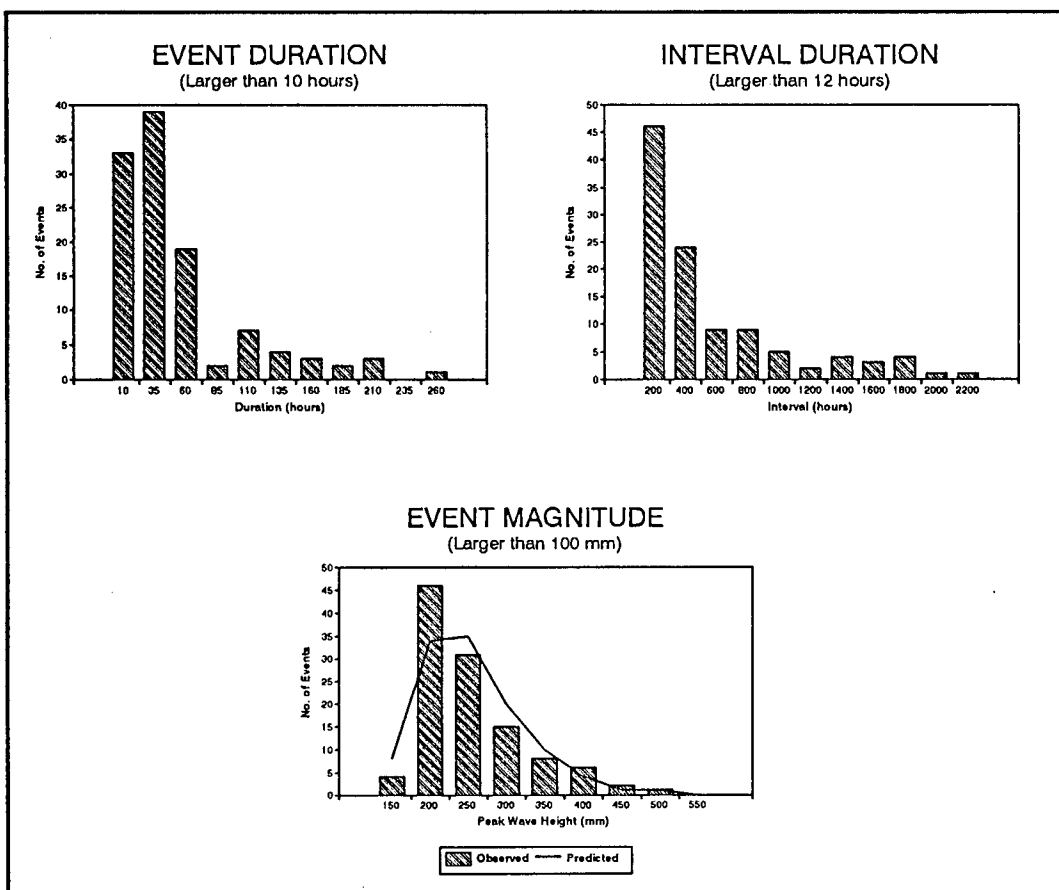 EVENT DURATION
(Larger than 10 hours)
No. of Events
40
35
30
25
20
15
10
5
0
10 35 60 85 110 135 160 185 210 235 260
Duration (hours)
INTERVAL DURATION
(Larger than 12 hours)
No. of Events
50
45
40
35
30
25
20
15
10
5
0
200 400 600 800 1000 1200 1400 1600 1800 2000 2200
Interval (hours)
EVENT MAGNITUDE
(Larger than 100 mm)
No. of Events
50
45
40
35
30
25
20
15
10
5
0
150 200 250 300 350 400 450 500 550
Peak Wave Height (mm)
Observed Predicted